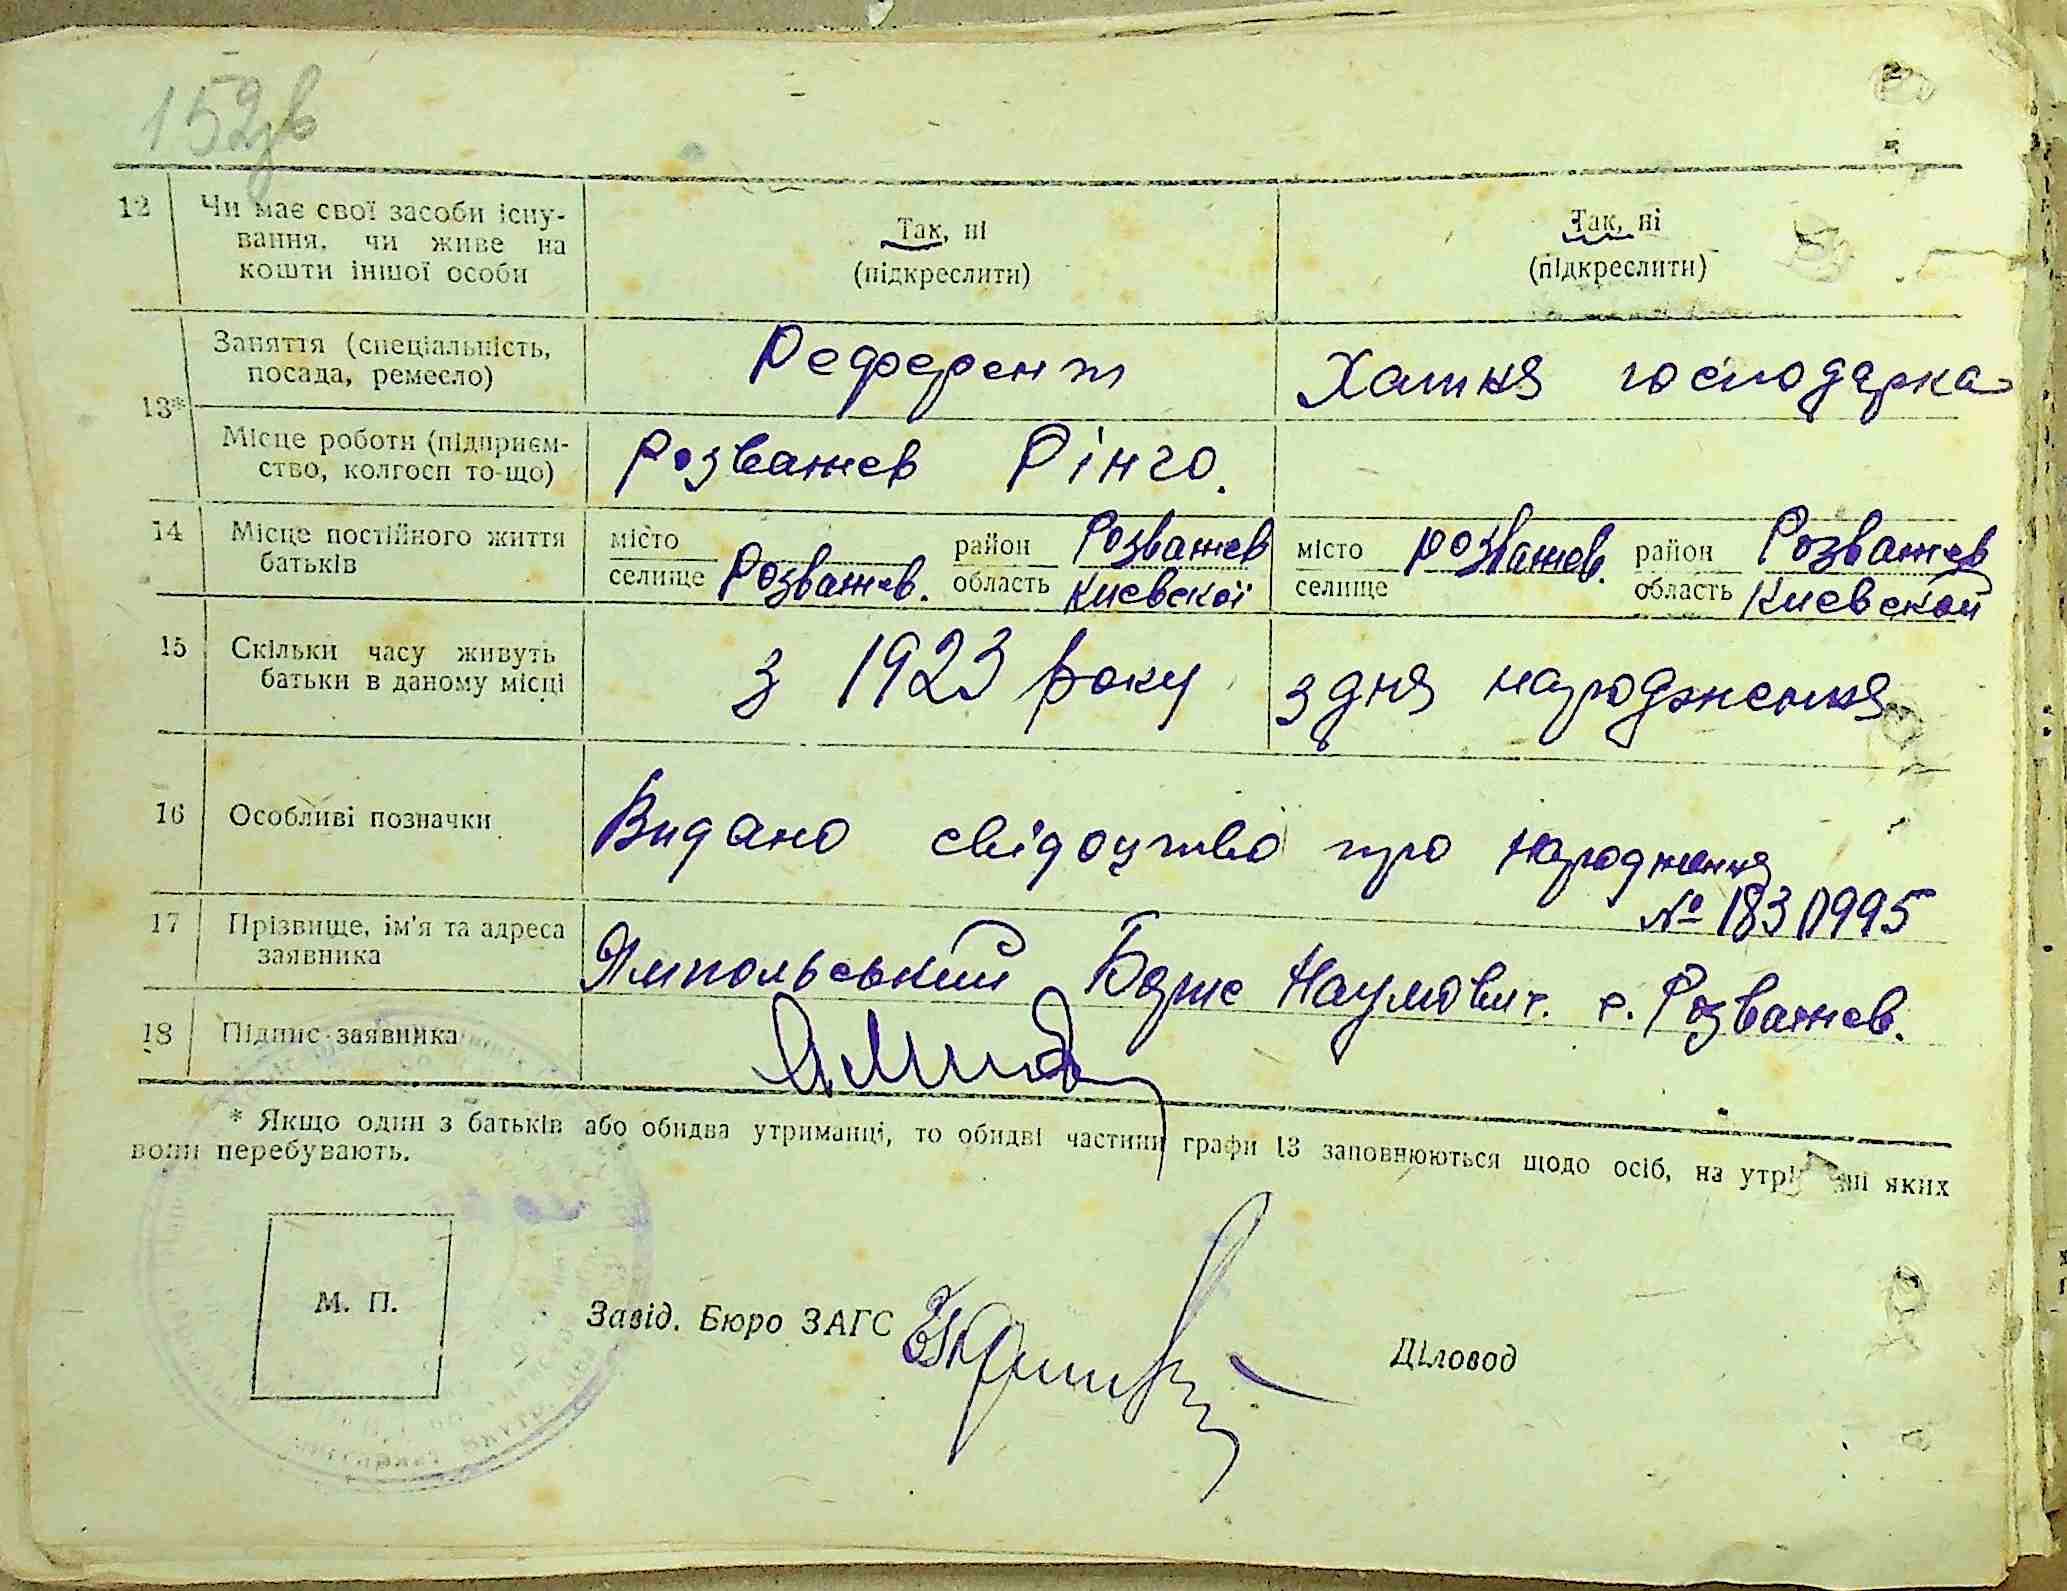 152зв
12 Чи має свої засоби існу-
вання, чи живе на
кошти іншої особи
Так, ні
(підкреслити)
Так, ні
(підкреслити)
13*
Заняття (спеціальність,
посада, ремесло)
Референт
Хатня господарка
Місце роботи (підприєм-
ство, колгосп то-що)
Розважев Рінго.
14 Місце постійного життя
батьків
місто
селище Розважев.
район Розважев
область Киевскої
місто Розважев.
селище
район Розважев
область Киевской
15 Скільки часу живуть
батьки в даному місці
з 1923 року
з дня народження
16 Особливі позначки
Видано свідоцтво про народження
№ 1830995
17 Прізвище, ім'я та адреса
заявника
Ямпольський Наумович. с. Розважев.
18 Підпис заявника
* Якщо один з батьків або обидва утриманці, то обидві частини графи 13 заповнюються щодо осіб, на яких
вони перебувають.
М. П.
Завід. Бюро ЗАГС
Діловод